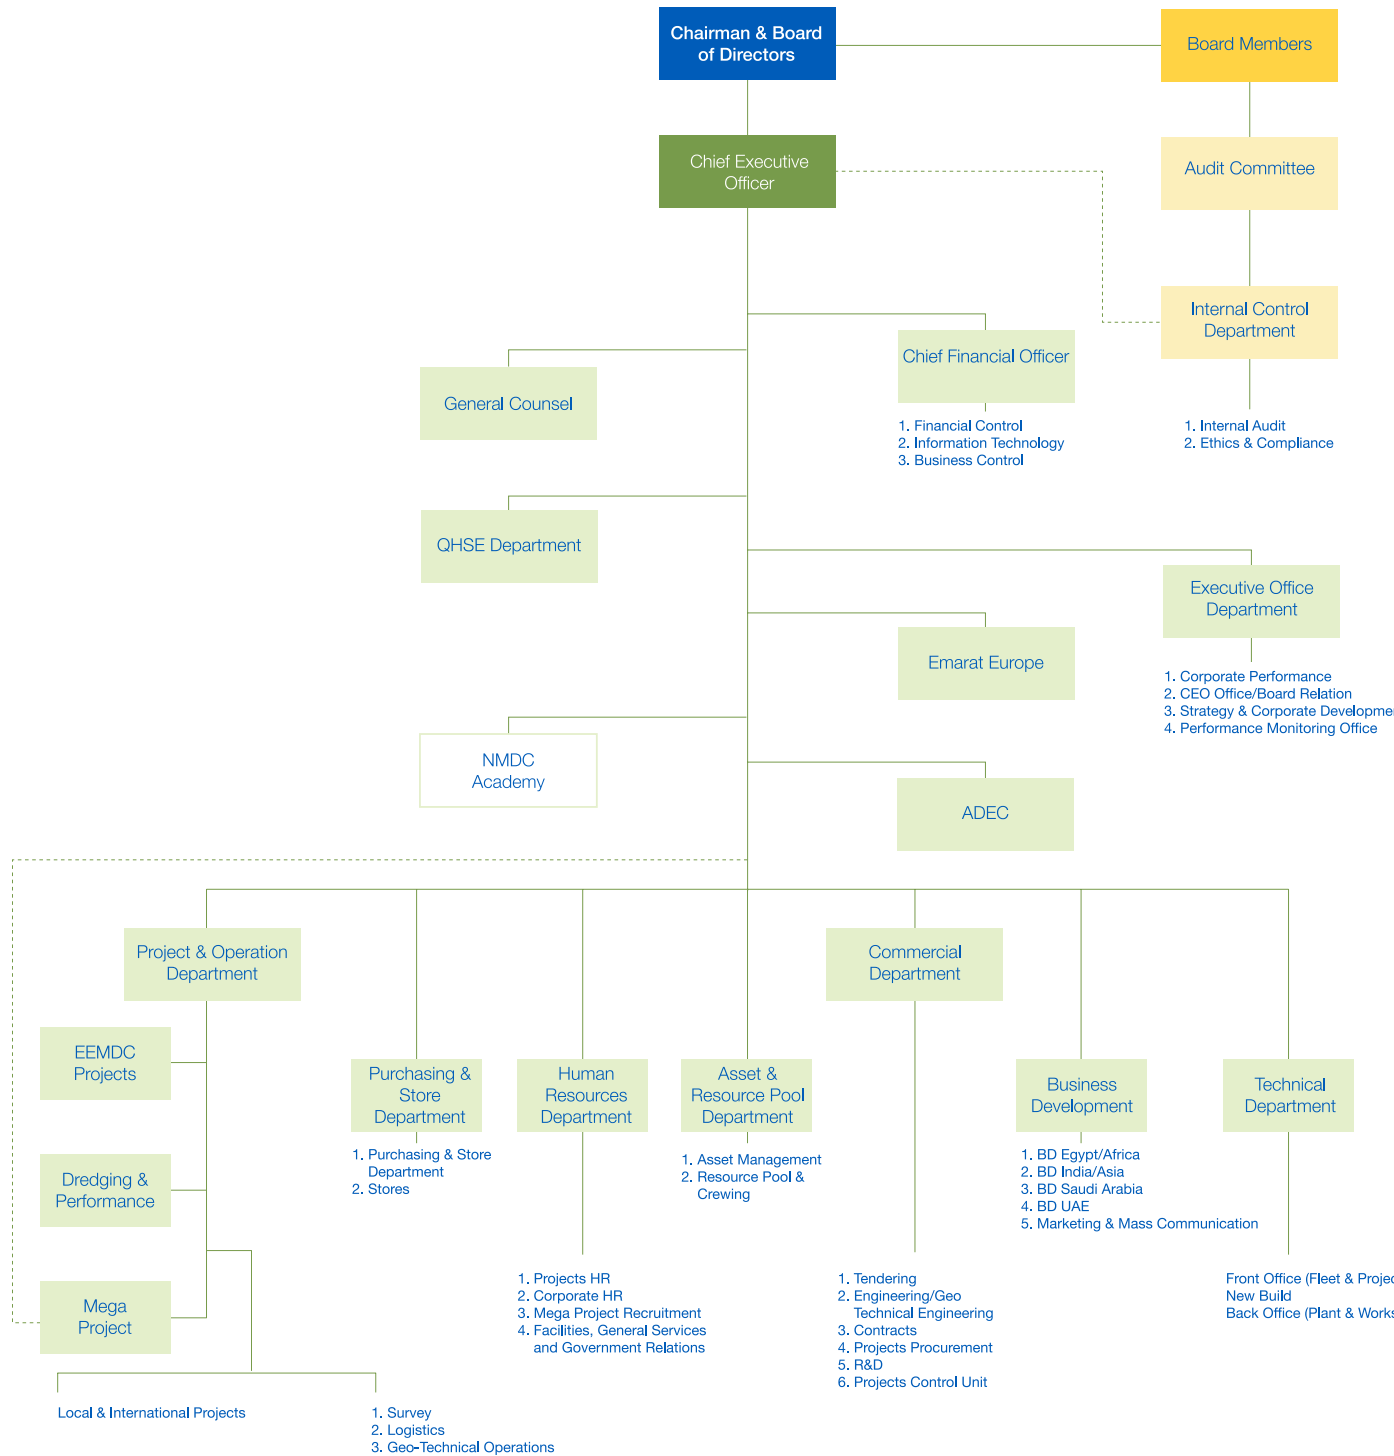 Chairman & Board
of Directors
Board Members
Chief Executive
Officer
Audit Committee
Internal Control
Department
Chief Financial Officer
General Counsel
1. Financial Control
2. Information Technology
3. Business Control
1. Internal Audit
2. Ethics & Compliance
QHSE Department
Executive Office
Department
Emarat Europe
1. Corporate Performance
2. CEO Office/Board Relation
3. Strategy & Corporate
4. Performance Monitoring Office
NMDC
Academy
ADEC
Project & Operation
Department
Commercial
Department
EEMDC
Projects
Purchasing &
Store
Department
Human
Resources
Department
Asset &
Resource Pool
Department
Business
Development
Technical
Department
1. Purchasing & Store
Department
2. Stores
1. Asset Management
2. Resource Pool &
Crewing
1. BD Egypt/Africa
2. BD India/Asia
3. BD Saudi Arabia
4. BD UAE
5. Marketing & Mass Communication
Dredging &
Performance
Mega
Project
1. Projects HR
2. Corporate HR
3. Mega Project Recruitment
4. Facilities, General Services
and Government Relations
1. Tendering
2. Engineering/Geo
Technical Engineering
3. Contracts
4. Projects Procurement
5. R&D
6. Projects Control Unit
Front Office (Fleet &
New Build
Back Office (Plant &
Local & International Projects
1. Survey
2. Logistics
3. Geo-Technical Operations